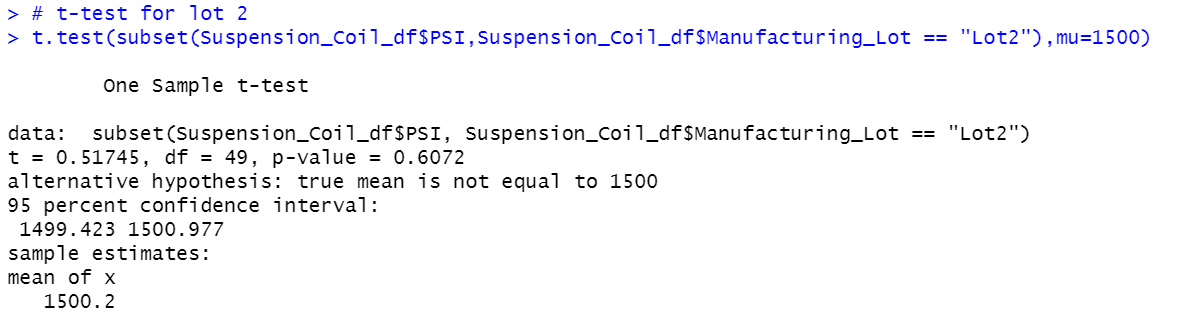 > # t-test for lot 2
> t.test(subset(Suspension_Coil_df$PSI,Suspension_Coil_df$Manufacturing_Lot == "Lot2"),mu=1500)
One Sample t-test
data:  subset(Suspension_Coil_df$PSI, Suspension_Coil_df$Manufacturing_Lot == "Lot2")
t = 0.51745, df = 49, p-value = 0.6072
alternative hypothesis: true mean is not equal to 1500
95 percent confidence interval:
1499.423 1500.977
sample estimates:
mean of x
1500.2